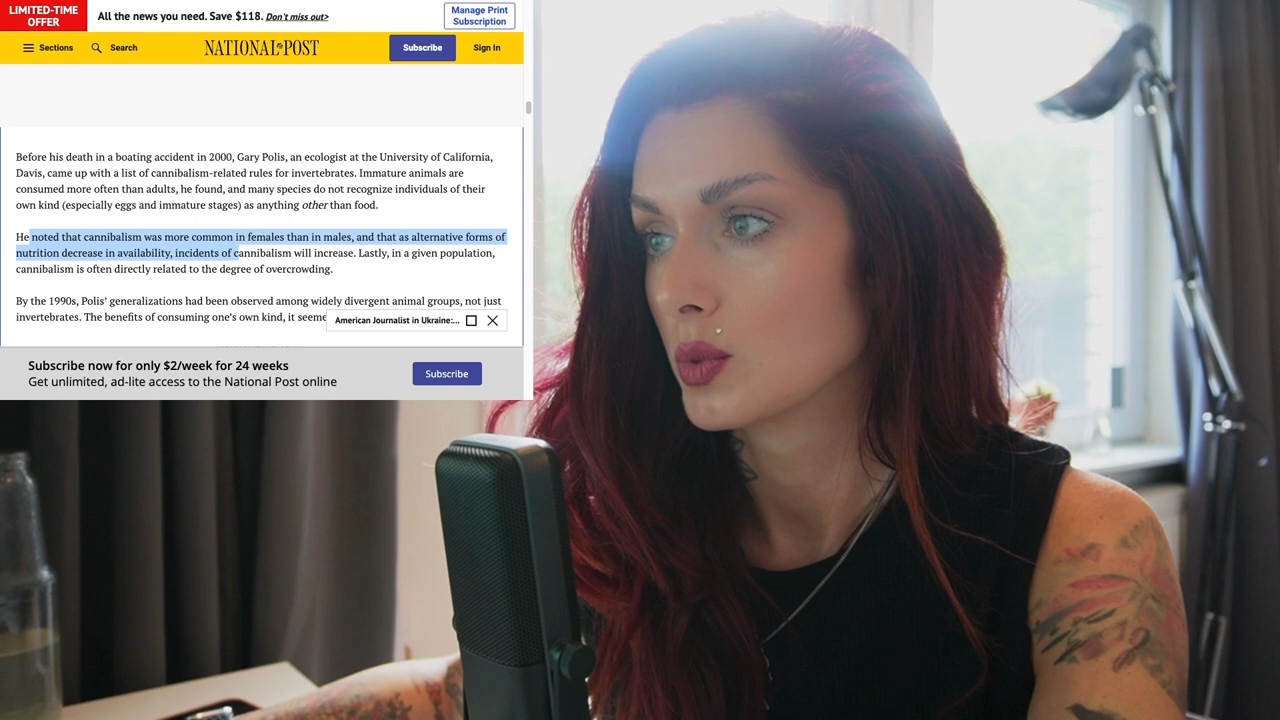 LIMITED-TIME
OFFER
All the news you need. Save $118. Don't miss out>
Manage Print
Subscription
Sections
Search
NATIONAL POST
Subscribe
Sign In
Before his death in a boating accident in 2000, Gary Polis, an ecologist at the University of California,
Davis, came up with a list of cannibalism-related rules for invertebrates. Immature animals are
consumed more often than adults, he found, and many species do not recognize individuals of their
own kind (especially eggs and immature stages) as anything other than food.
He noted that cannibalism was more common in females than in males, and that as alternative forms of
nutrition decrease in availability, incidents of cannibalism will increase. Lastly, in a given population,
cannibalism is often directly related to the degree of overcrowding.
By the 1990s, Polis’ generalizations had been observed among widely divergent animal groups, not just
invertebrates. The benefits of consuming one’s own kind, it seeme
American Journalist in Ukraine:...
Subscribe now for only $2/week for 24 weeks
Get unlimited, ad-lite access to the National Post online
Subscribe